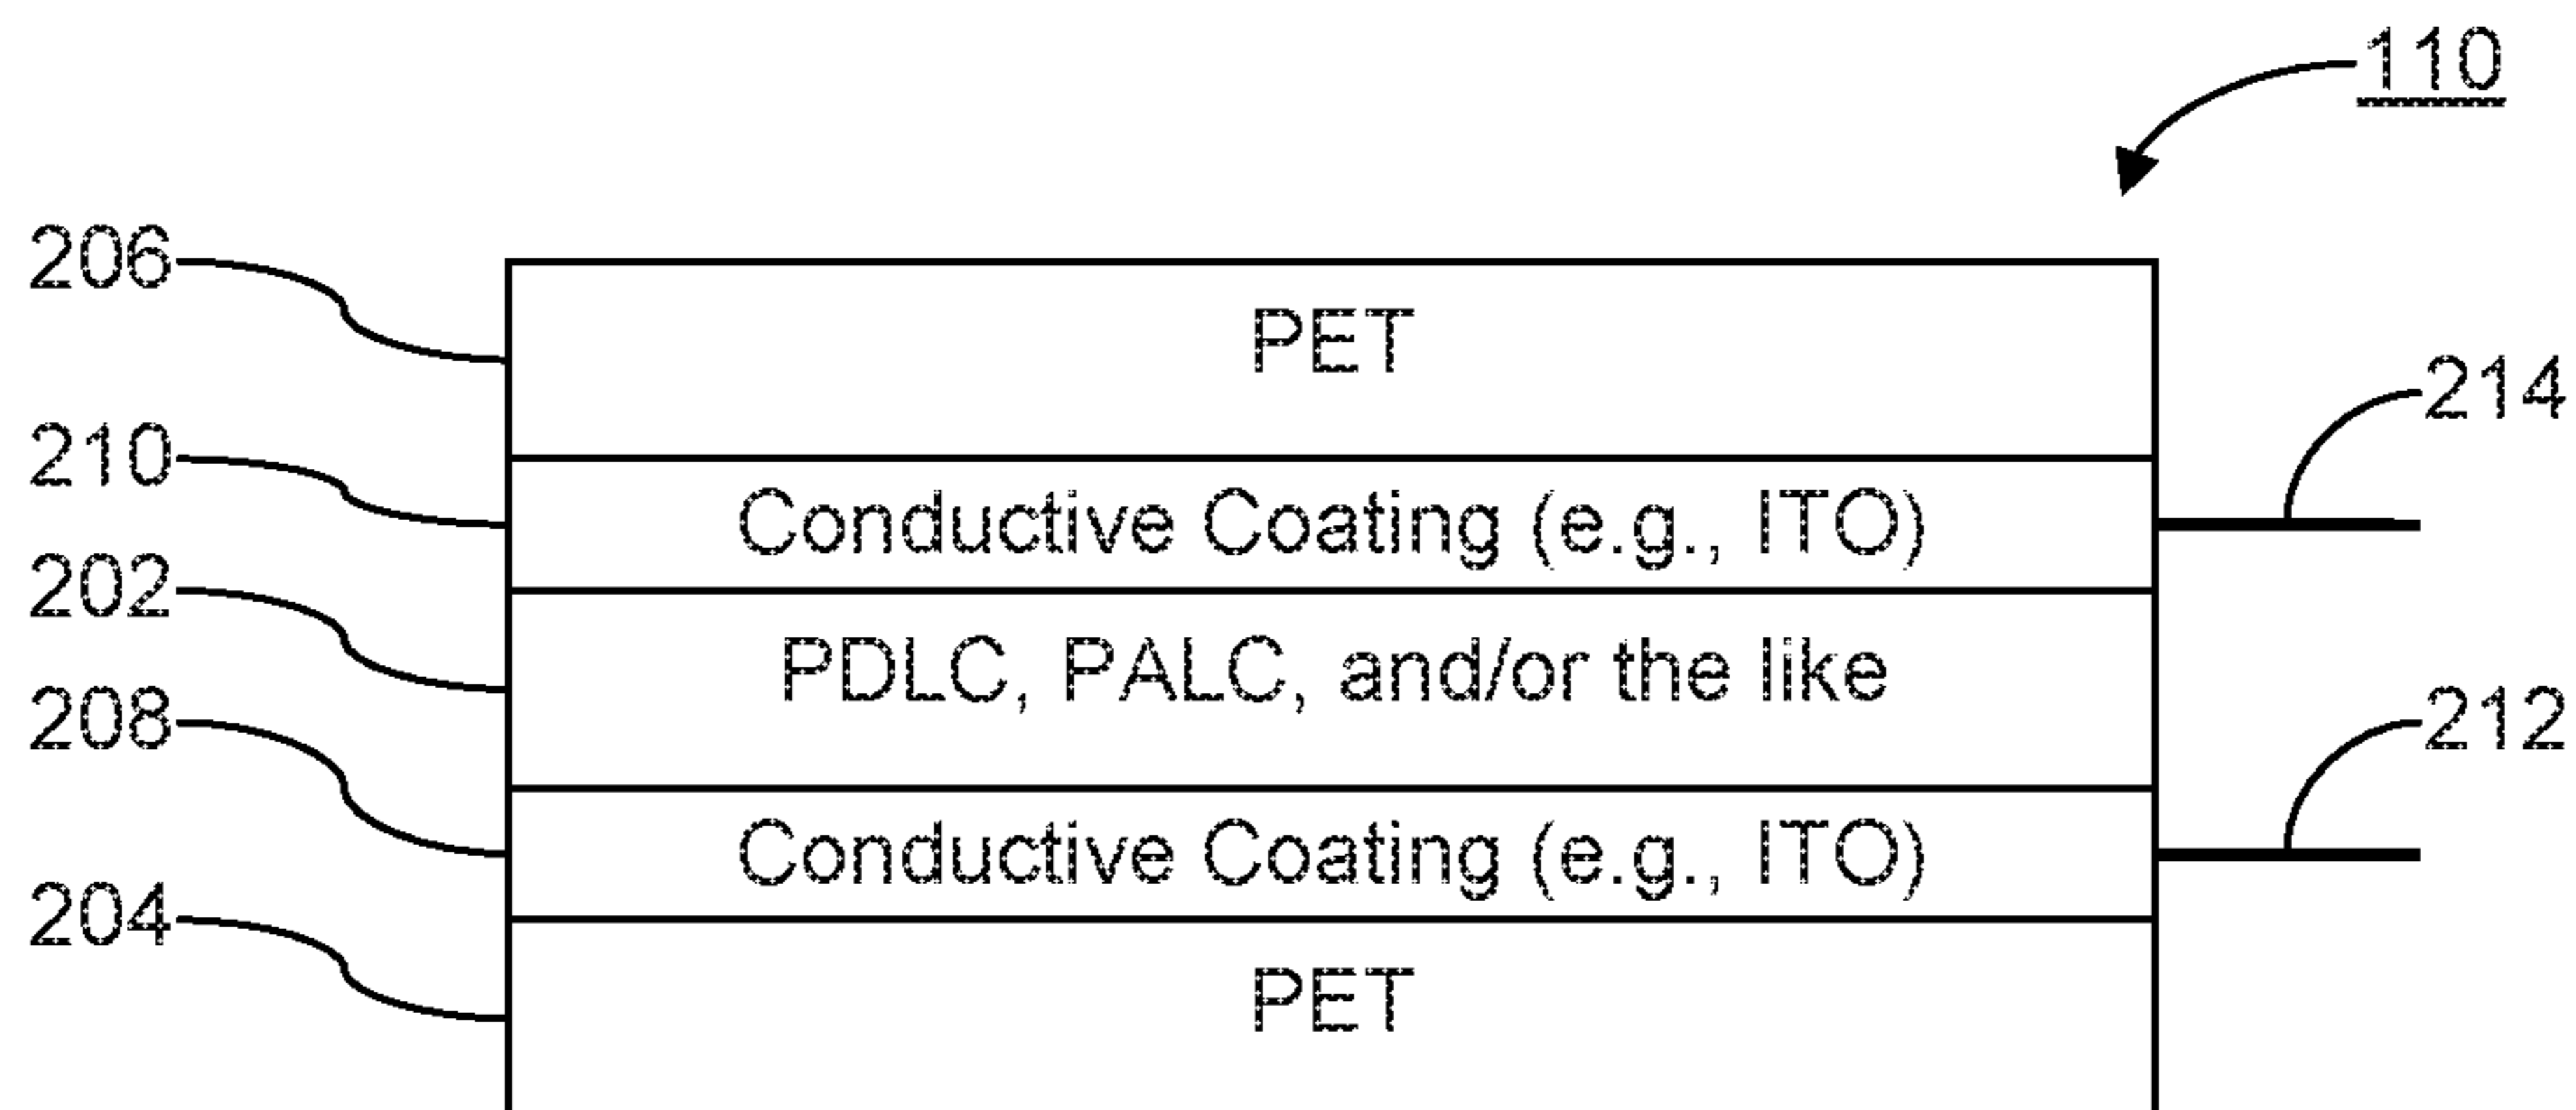 110
206
PET
214
210
Conductive Coating (e.g., ITO)
202
PDLC, PALC, and/or the like
208
212
Conductive Coating (e.g., ITO)
204
PET